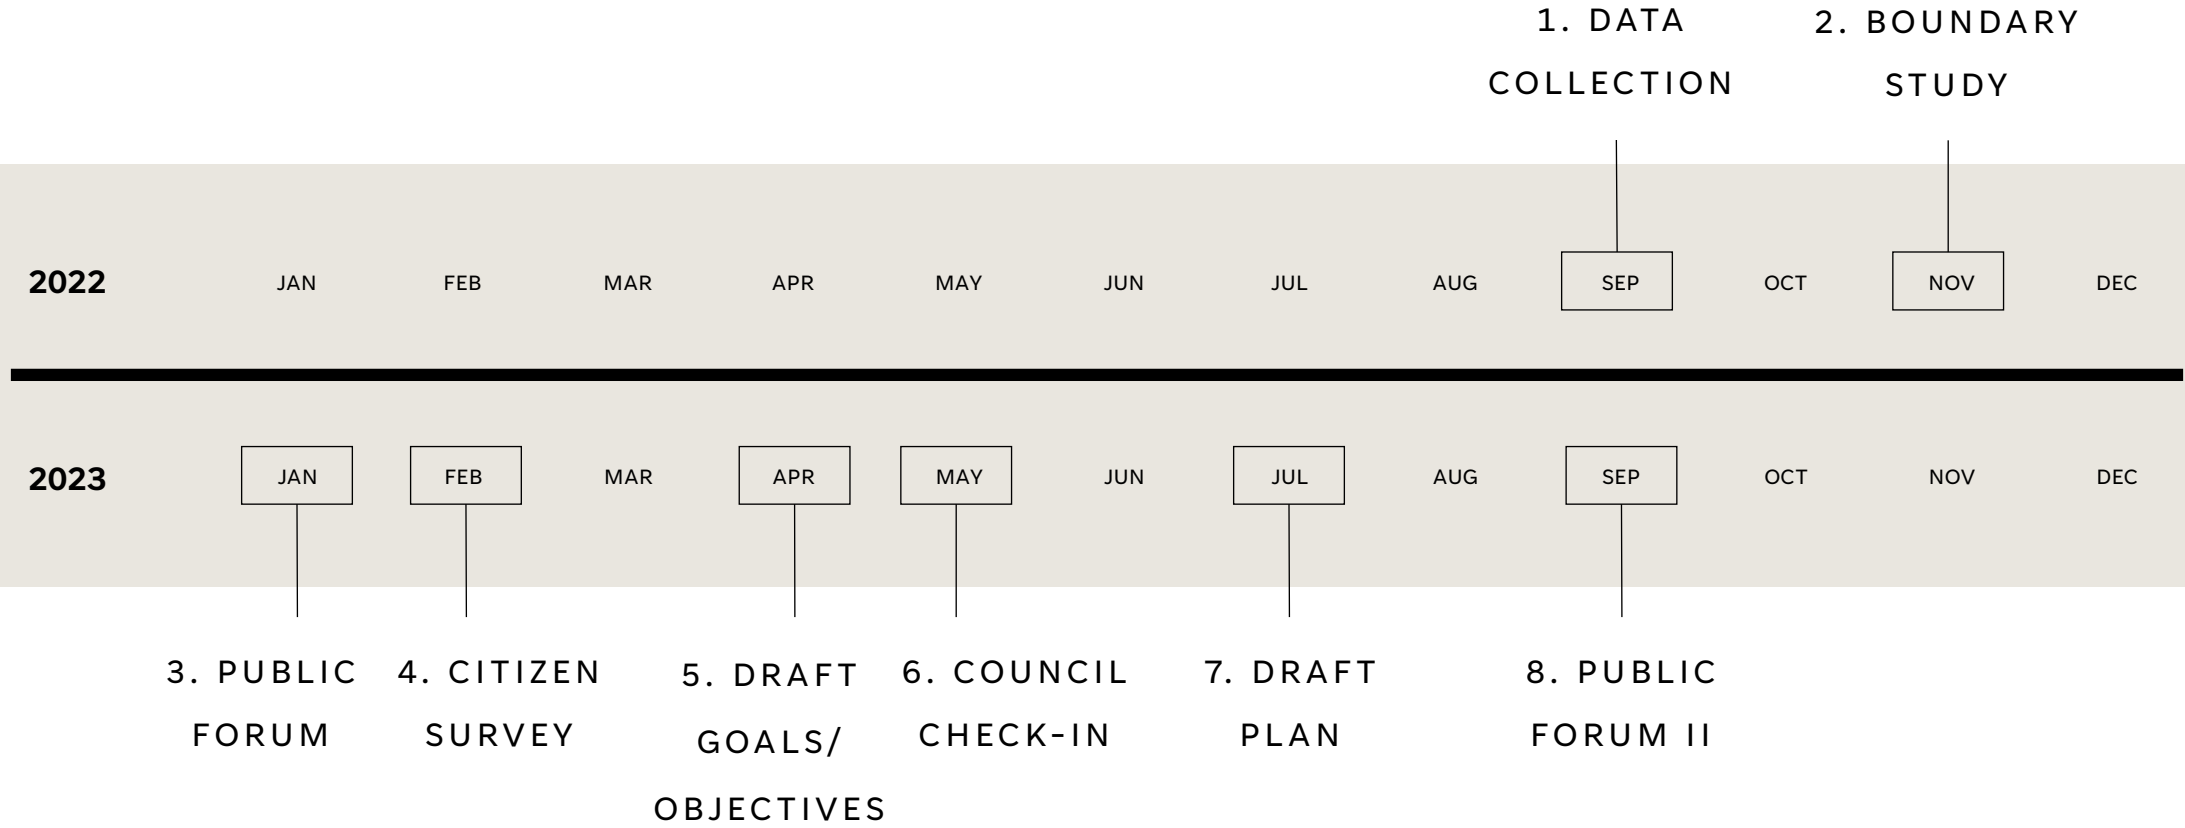 1. DATA
COLLECTION
2. BOUNDARY
STUDY
2022 JAN FEB MAR APR MAY JUN JUL AUG SEP OCT NOV DEC
2023 JAN FEB MAR APR MAY JUN JUL AUG SEP OCT NOV DEC
3. PUBLIC
FORUM
4. CITIZEN
SURVEY
5. DRAFT
GOALS/
OBJECTIVES
6. COUNCIL
CHECK-IN
7. DRAFT
PLAN
8. PUBLIC
FORUM II